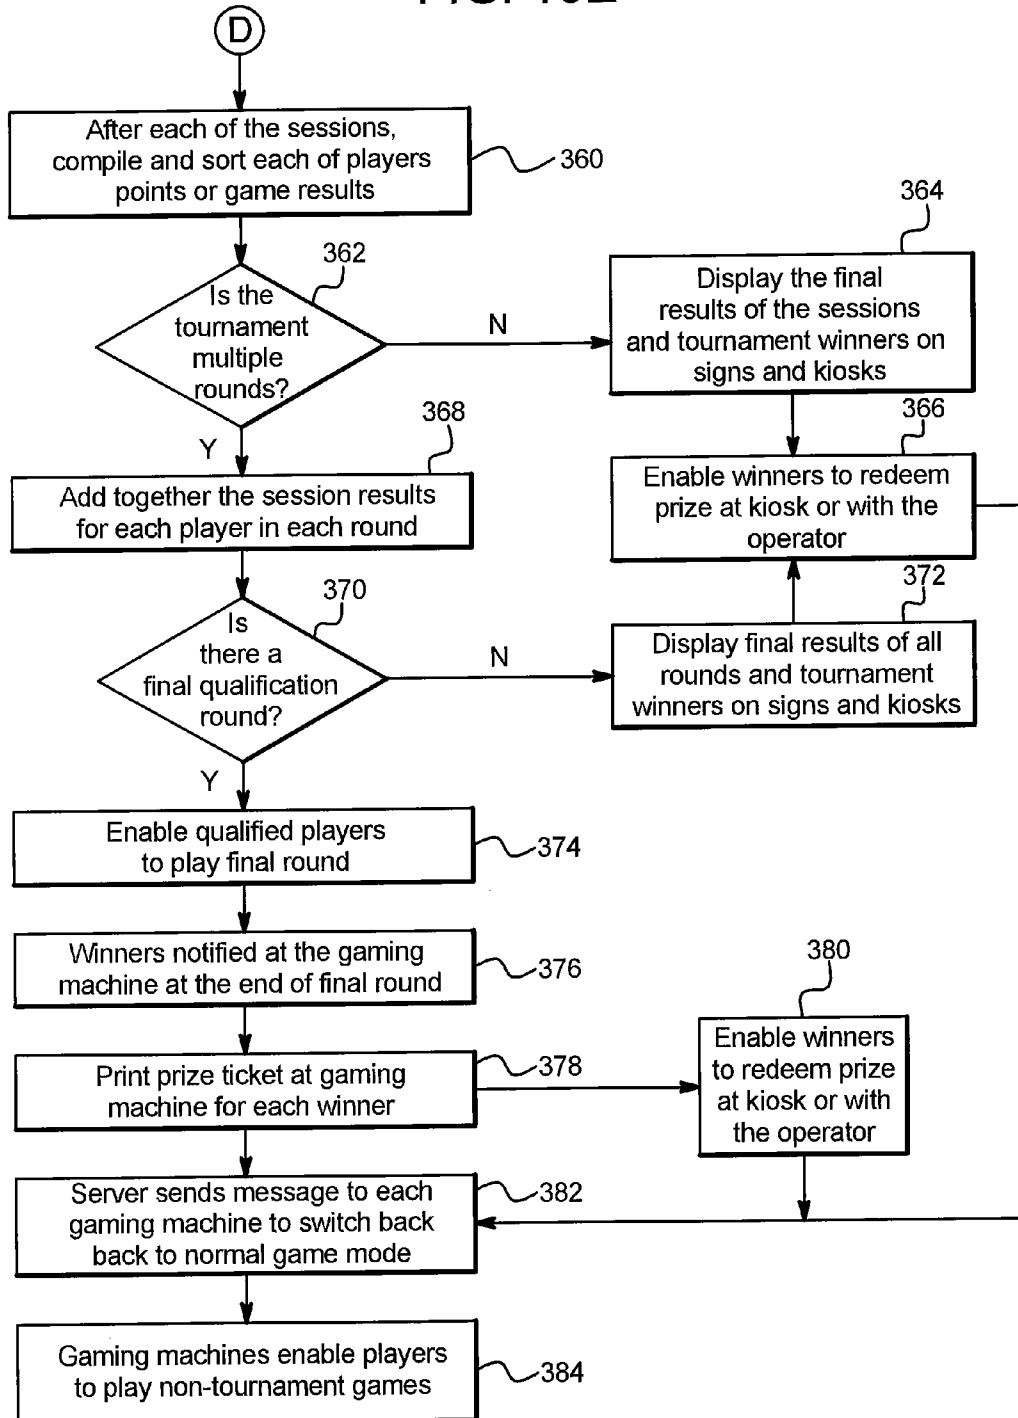 D
After each of the sessions,
compile and sort each of players
points or game results
360
362
Is the
tournament
multiple
rounds?
N
Y
364
Display the final
results of the sessions
and tournament winners on
signs and kiosks
366
Enable winners to redeem
prize at kiosk or with the
operator
368
Add together the session results
for each player in each round
370
Is
there a
final qualification
round?
N
Y
372
Display final results of all
rounds and tournament
winners on signs and kiosks
Enable qualified players
to play final round
374
Winners notified at the gaming
machine at the end of final round
376
Print prize ticket at gaming
machine for each winner
378
380
Enable winners
to redeem prize
at kiosk or with
the operator
Server sends message to each
gaming machine to switch back
back to normal game mode
382
Gaming machines enable players
to play non-tournament games
384